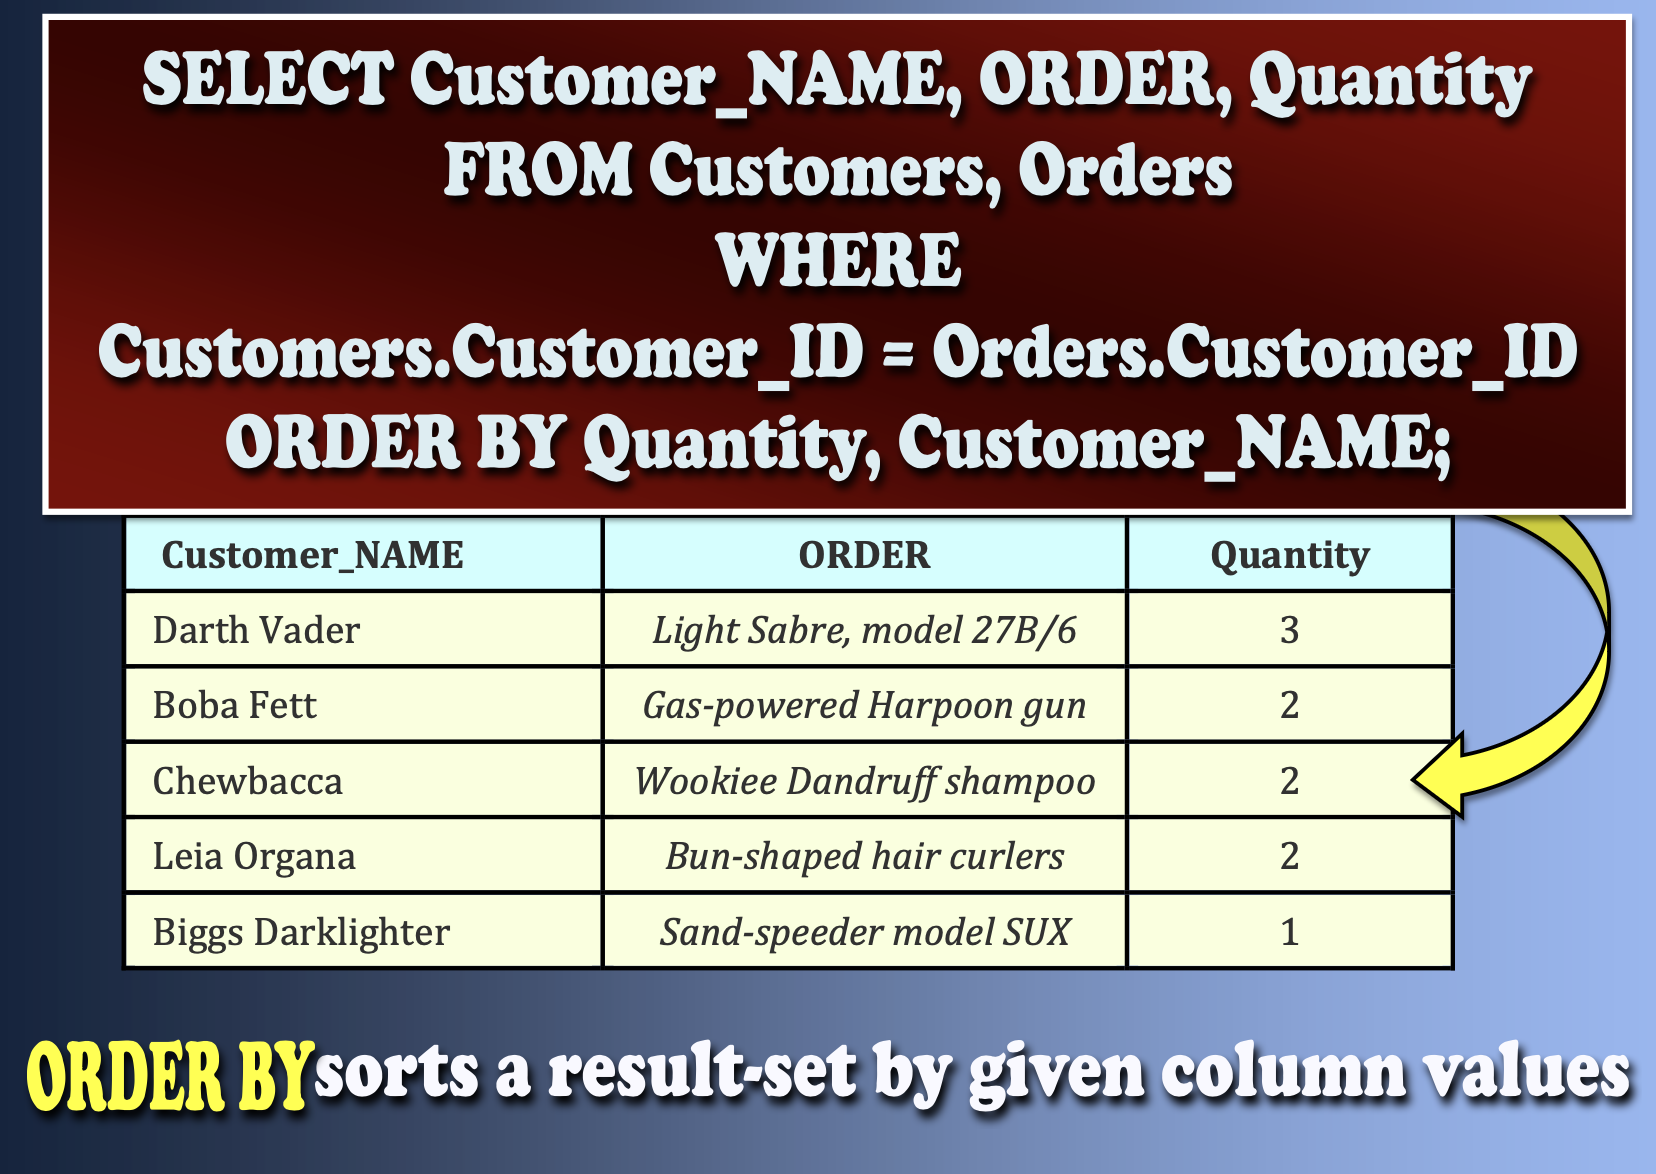 SELECT Customer_NAME, ORDER, Quantity
FROM Customers, Orders
WHERE
Customers.Customer_ID = Orders.Customer_ID
ORDER BY Quantity, Customer_NAME;
Customer_NAME ORDER Quantity
Darth Vader Light Sabre, model 27B/6 3
Boba Fett Gas-powered Harpoon gun 2
Chewbacca Wookiee Dandruff shampoo 2
Leia Organa Bun-shaped hair curlers 2
Biggs Darklighter Sand-speeder model SUX 1
ORDER BY sorts a result-set by given column values